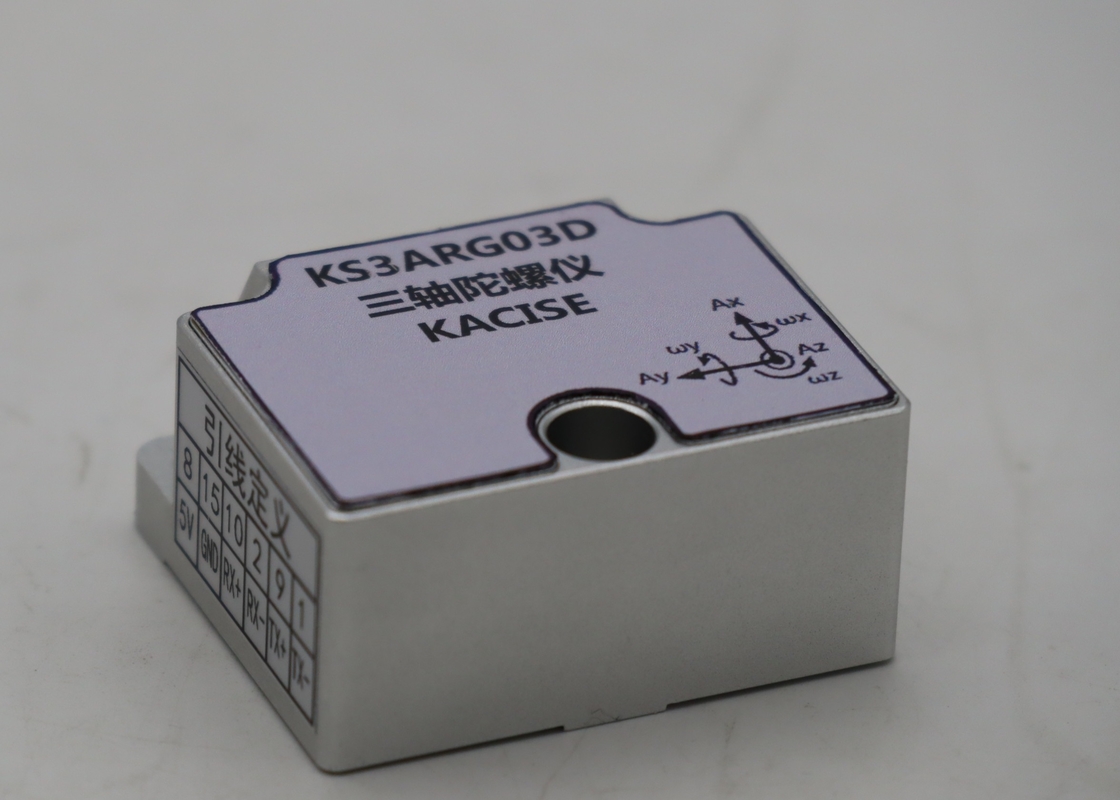 KS3ARG03D
三轴陀螺仪
KACISE
Ax
ωx
ωy
Az
Ay
ωz
引线定义
8 15 10 2 9 1
5V GND RX+ RX- TX+ TX-